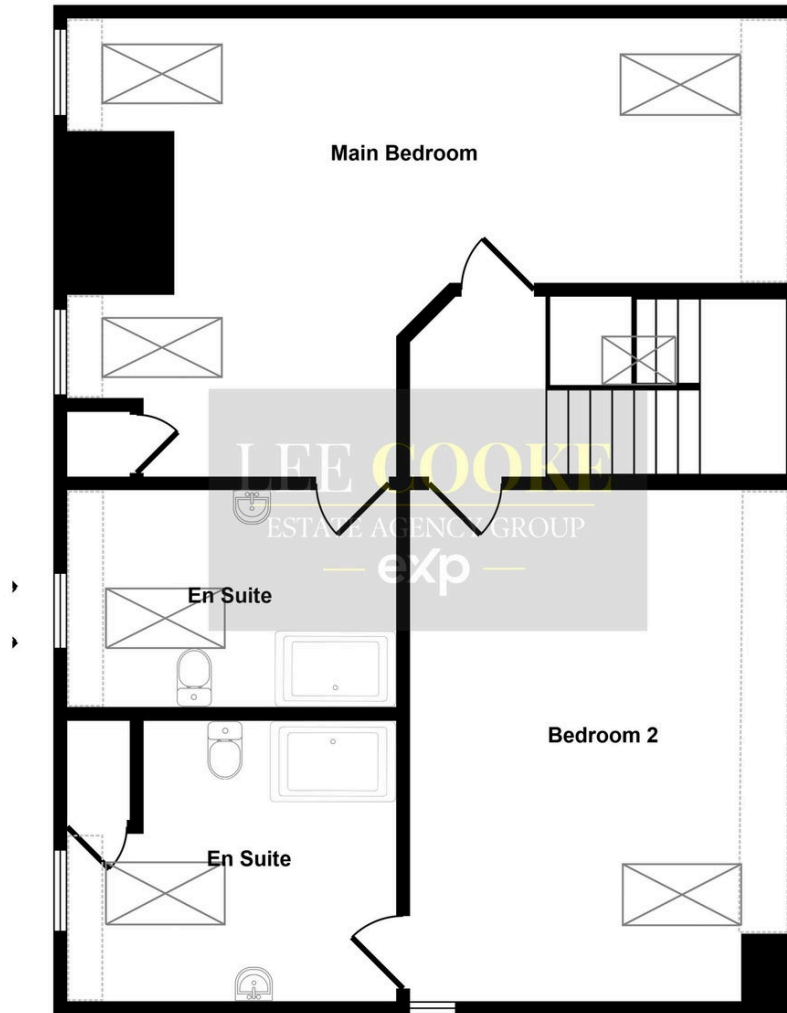 Main Bedroom
LEE COOKE
ESTATE AGENCY GROUP
exp
En Suite
Bedroom 2
En Suite